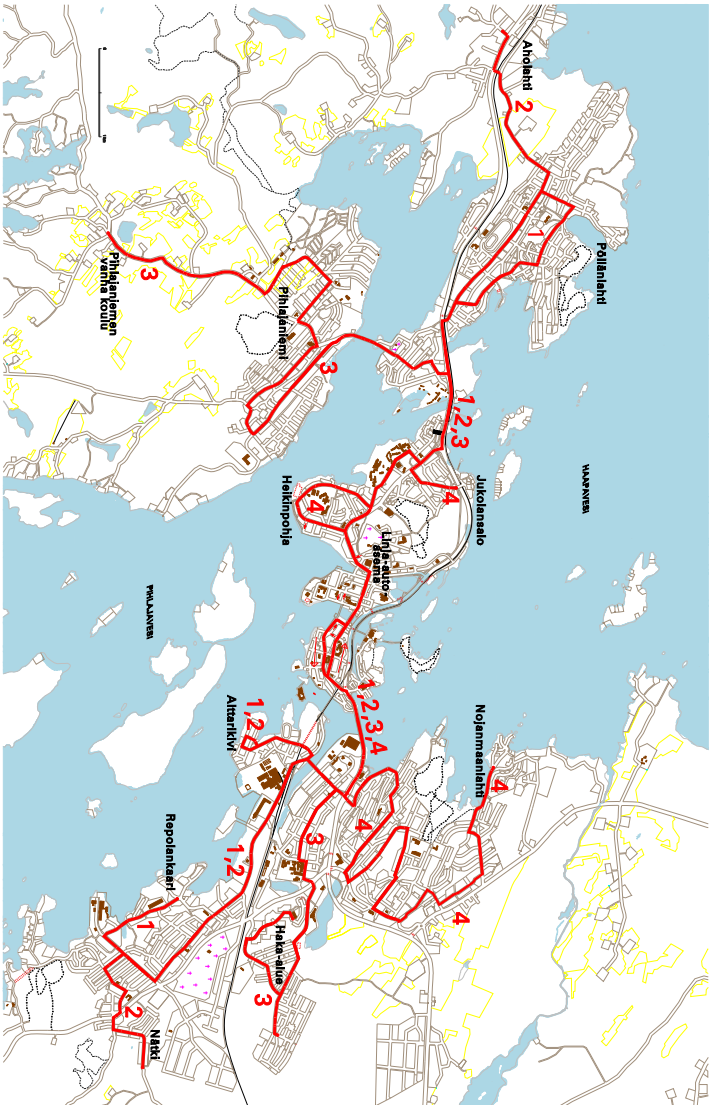 Aholahti
2
1
Pöllänlahti
3
Pihlajaniemen
vanha koulu
Pihlajaniemi
3
1,2,3
HAAPAVESI
4
Jukolansalo
4
Heikinpohja
Linja-auto-
asema
PIHLAJAVESI
1,2,3,4
1,2
Aittarikivi
Nojanmaanlahti
4
4
4
3
1,2
Repolankaari
1
Haka-alue
3
2
Nätki